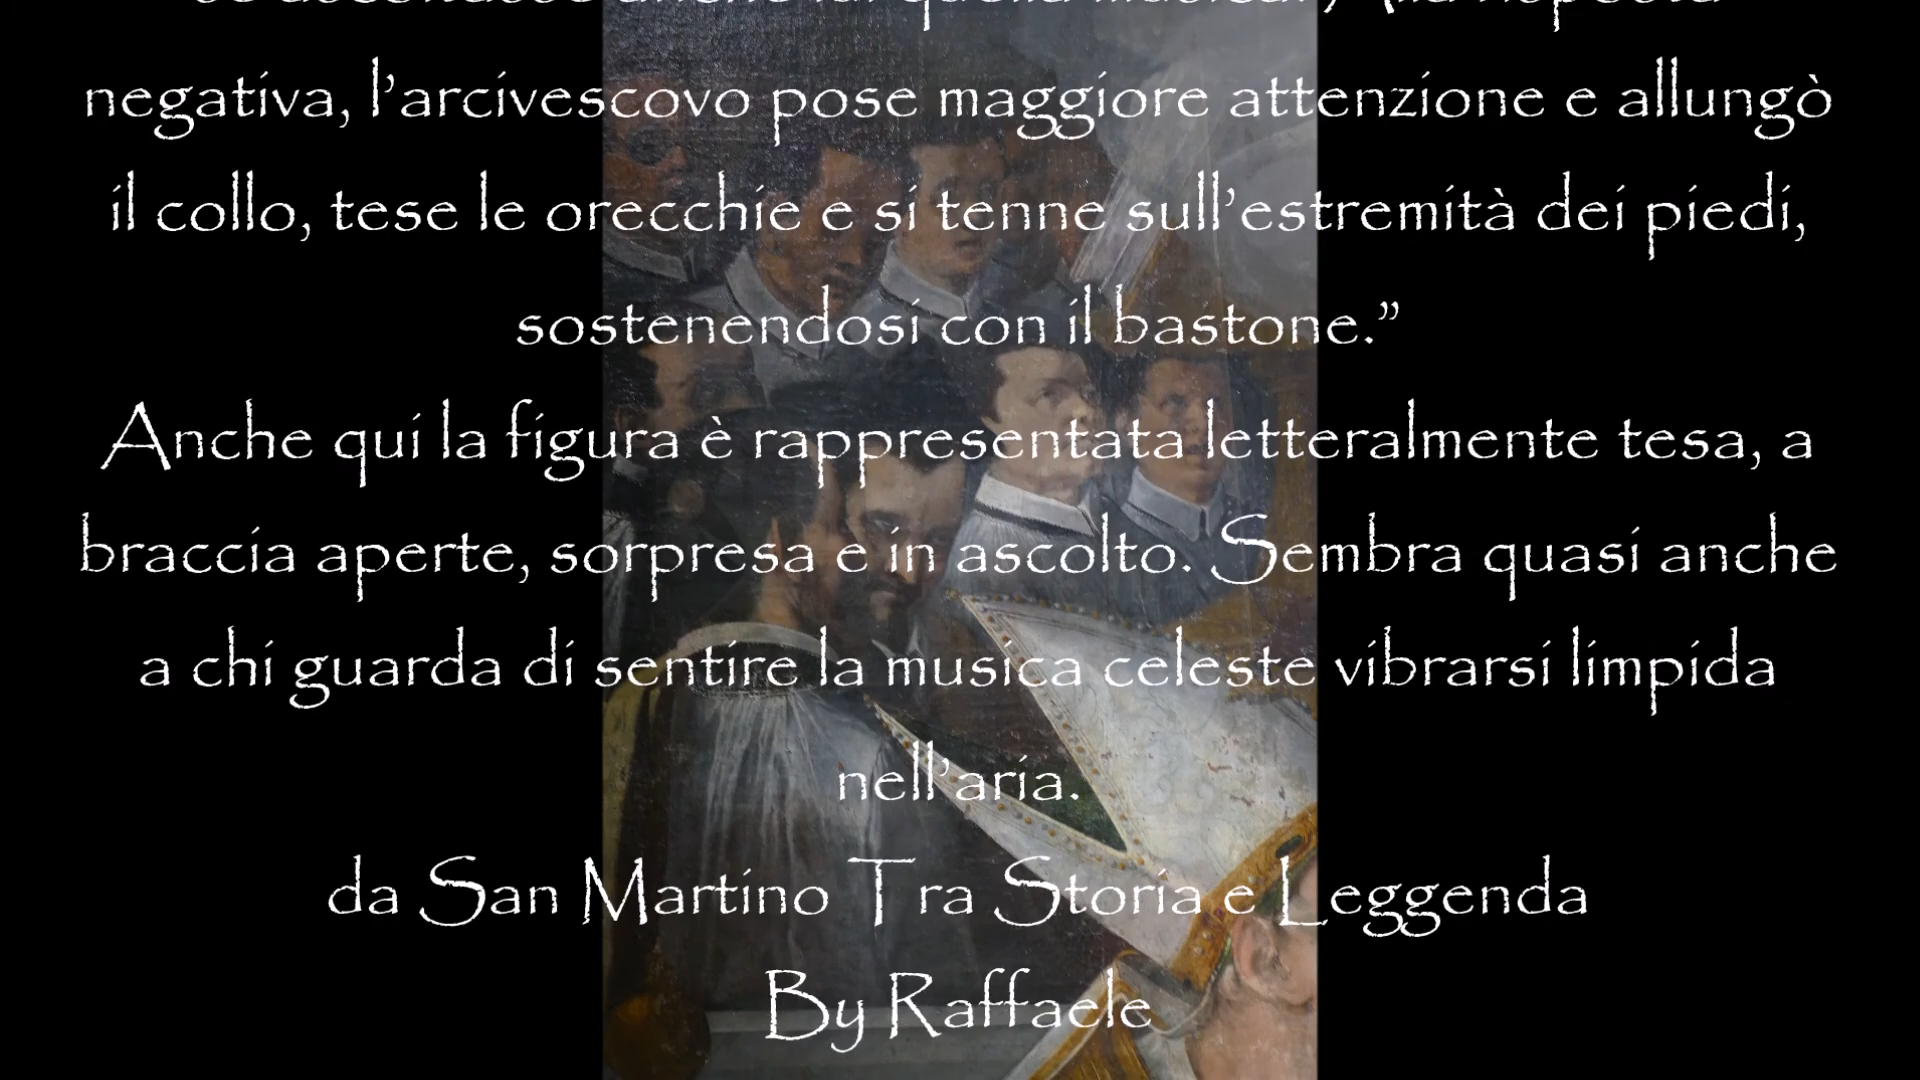 negativa, l’arcivescovo pose maggiore attenzione e allungò
il collo, tese le orecchie e si tenne sull’estremità dei piedi,
sostenendosi con il bastone.”
Anche qui la figura è rappresentata letteralmente tesa, a
braccia aperte, sorpresa e in ascolto. Sembra quasi anche
a chi guarda di sentire la musica celeste vibrarsi limpida
nell’aria.
da San Martino Tra Storia e Leggenda
By Raffaele